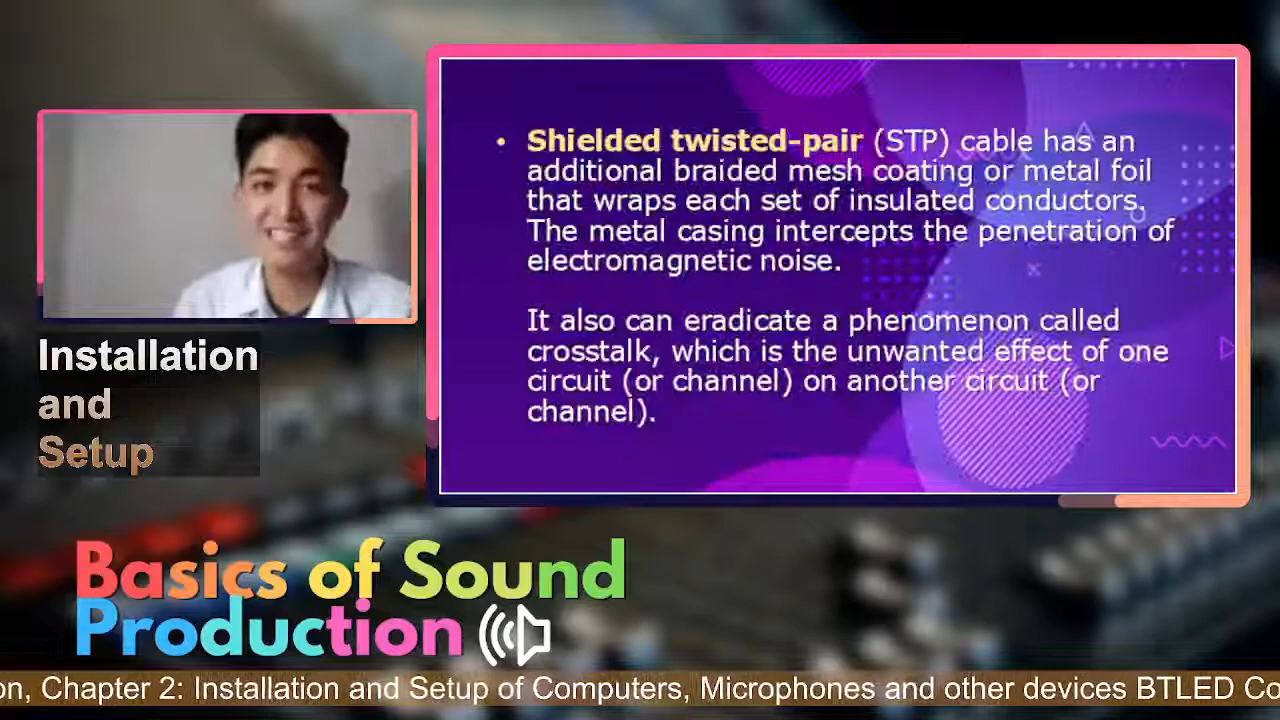 • Shielded twisted-pair (STP) cable has an
additional braided mesh coating or metal foil
that wraps each set of insulated conductors.
The metal casing intercepts the penetration of
electromagnetic noise.
It also can eradicate a phenomenon called
crosstalk, which is the unwanted effect of one
circuit (or channel) on another circuit (or
channel).
Installation
and
Setup
Basics of Sound
Production
on, Chapter 2: Installation and Setup of Computers, Microphones and other devices BTLED Co